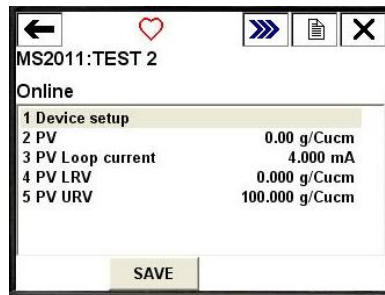 MS2011:TEST 2
Online
1 Device setup
2 PV 0.00 g/Cucm
3 PV Loop current 4.000 mA
4 PV LRV 0.000 g/Cucm
5 PV URV 100.000 g/Cucm
SAVE